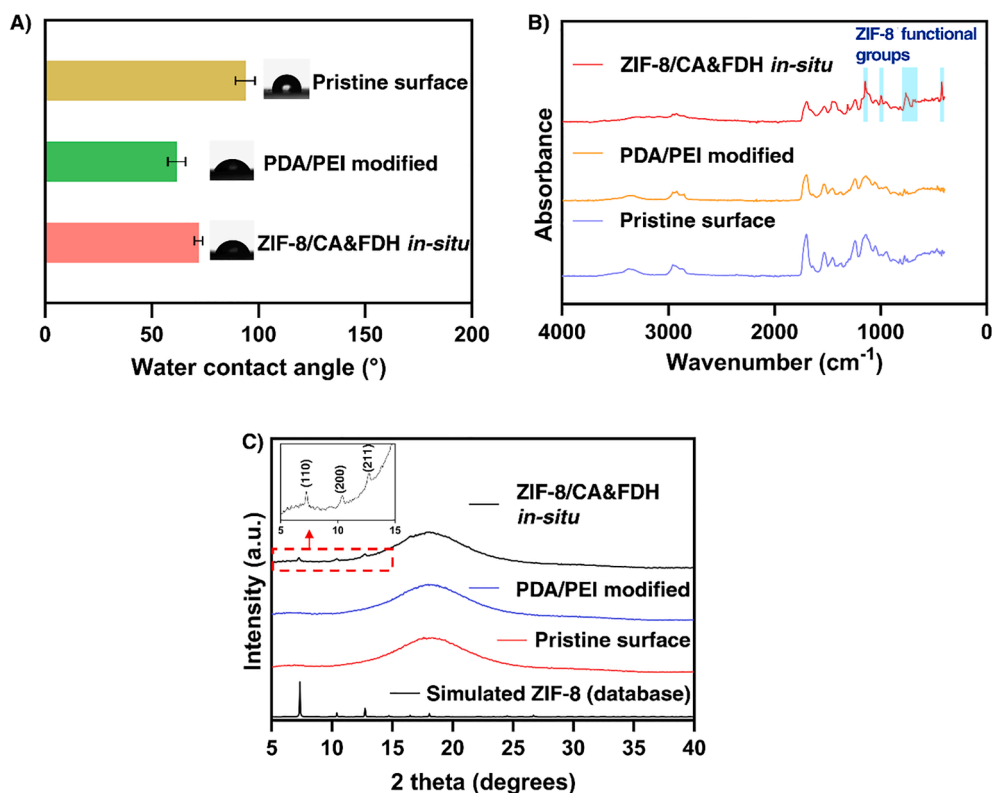 A)
Pristine surface
PDA/PEI modified
ZIF-8/CA&FDH in-situ
0 50 100 150 200
Water contact angle (°)
B)
ZIF-8 functional
groups
ZIF-8/CA&FDH in-situ
PDA/PEI modified
Pristine surface
Absorbance
4000 3000 2000 1000 0
Wavenumber (cm⁻¹)
C)
(110)
(200)
(211)
5 10 15
ZIF-8/CA&FDH
in-situ
PDA/PEI modified
Pristine surface
Simulated ZIF-8 (database)
Intensity (a.u.)
5 10 15 20 25 30 35 40
2 theta (degrees)